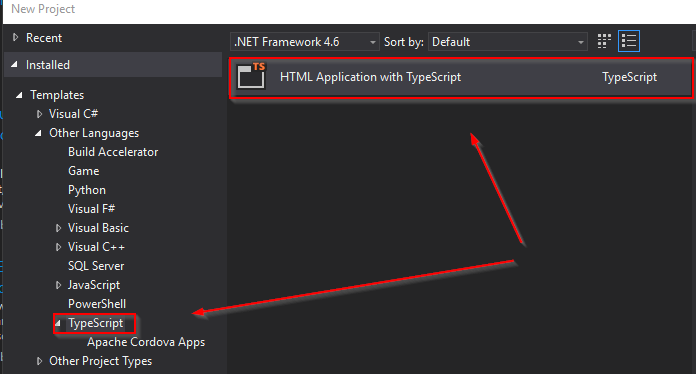 New Project
Recent
.NET Framework 4.6 Sort by: Default
Installed
TS HTML Application with TypeScript TypeScript
Templates
Visual C#
Other Languages
Build Accelerator
Game
Python
Visual F#
Visual Basic
Visual C++
SQL Server
JavaScript
PowerShell
TypeScript
Apache Cordova Apps
Other Project Types